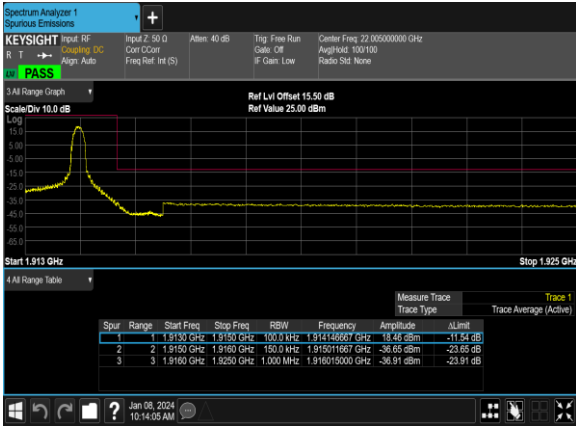 Spectrum Analyzer 1
Spurious Emissions
+
KEYSIGHT Input: RF Input Z: 50 Ω Atten: 40 dB Trig: Free Run Center Freq: 22.005000000 GHz
R T Coupling: DC Corr CCorr Gate: Off Avg|Hold: 100/100
Align: Auto Freq Ref: Int (S) IF Gain: Low Radio Std: None
PASS
3 All Range Graph
Ref Lvl Offset 15.50 dB
Scale/Div 10.0 dB Ref Value 25.00 dBm
Log
15.0
5.00
-5.00
-15.0
-25.0
-35.0
-45.0
-55.0
-65.0
Start 1.913 GHz Stop 1.925 GHz
4 All Range Table
Measure Trace Trace 1
Trace Type Trace Average (Active)
Spur Range Start Freq Stop Freq RBW Frequency Amplitude ΔLimit
1 1 1.9130 GHz 1.9150 GHz 100.0 kHz 1.914146667 GHz 18.46 dBm -11.54 dB
2 2 1.9150 GHz 1.9160 GHz 150.0 kHz 1.915011667 GHz -36.65 dBm -23.65 dB
3 3 1.9160 GHz 1.9250 GHz 1.000 MHz 1.916015000 GHz -36.91 dBm -23.91 dB
? Jan 08, 2024
10:14:05 AM